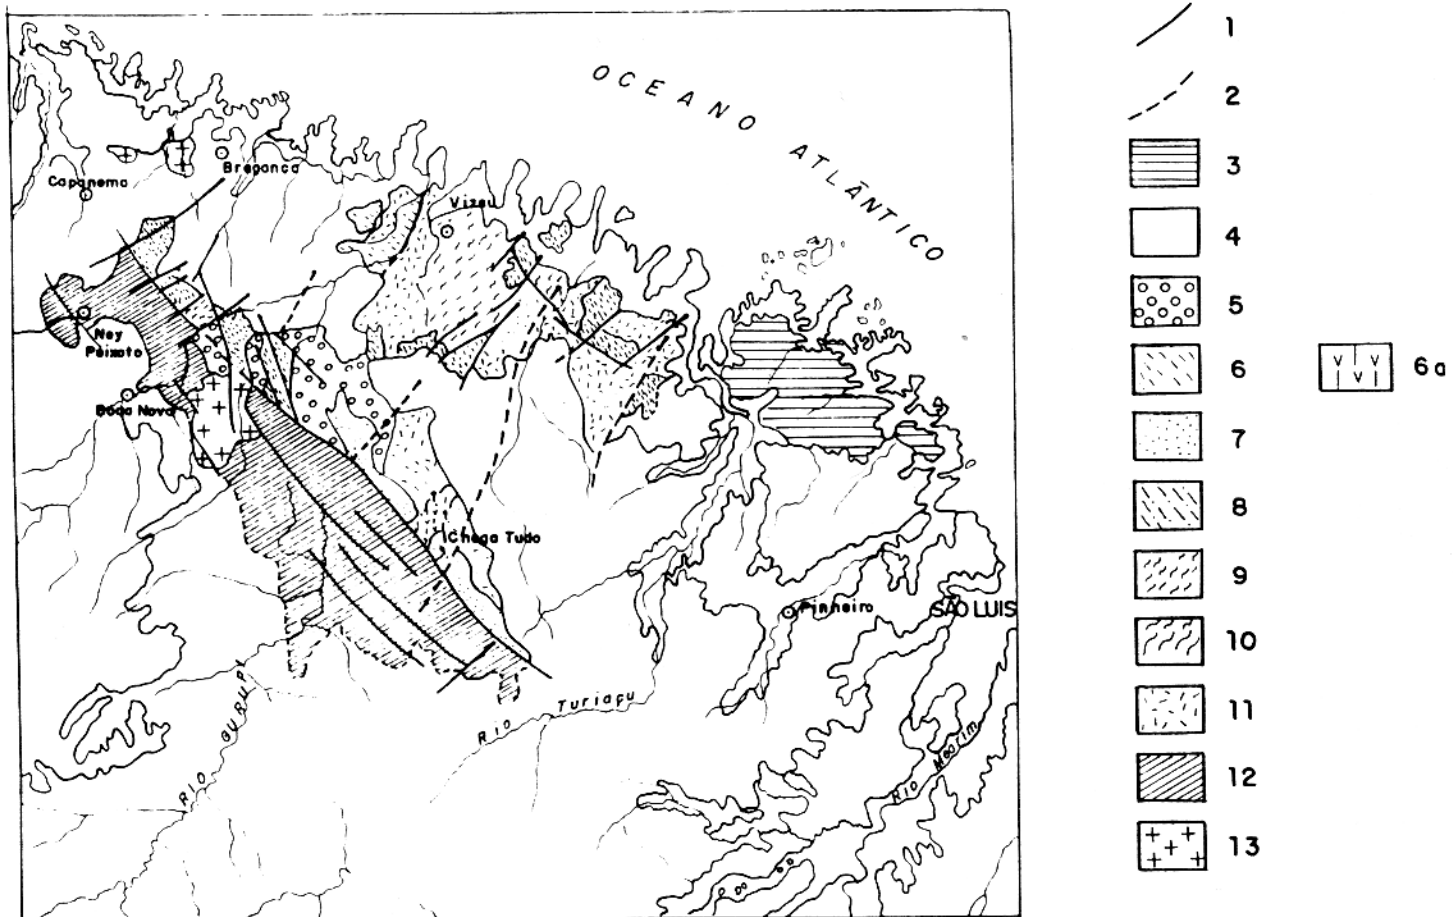 OCEANO ATLÂNTICO
Capanema
Bragança
Vizeu
Ney
Peixoto
Boca Nova
Chega Tudo
Pinheiro
SÃO LUIS
RIO GURUPI
RIO Turiaçu
RIO Mearim
1
2
3
4
5
6
6a
7
8
9
10
11
12
13